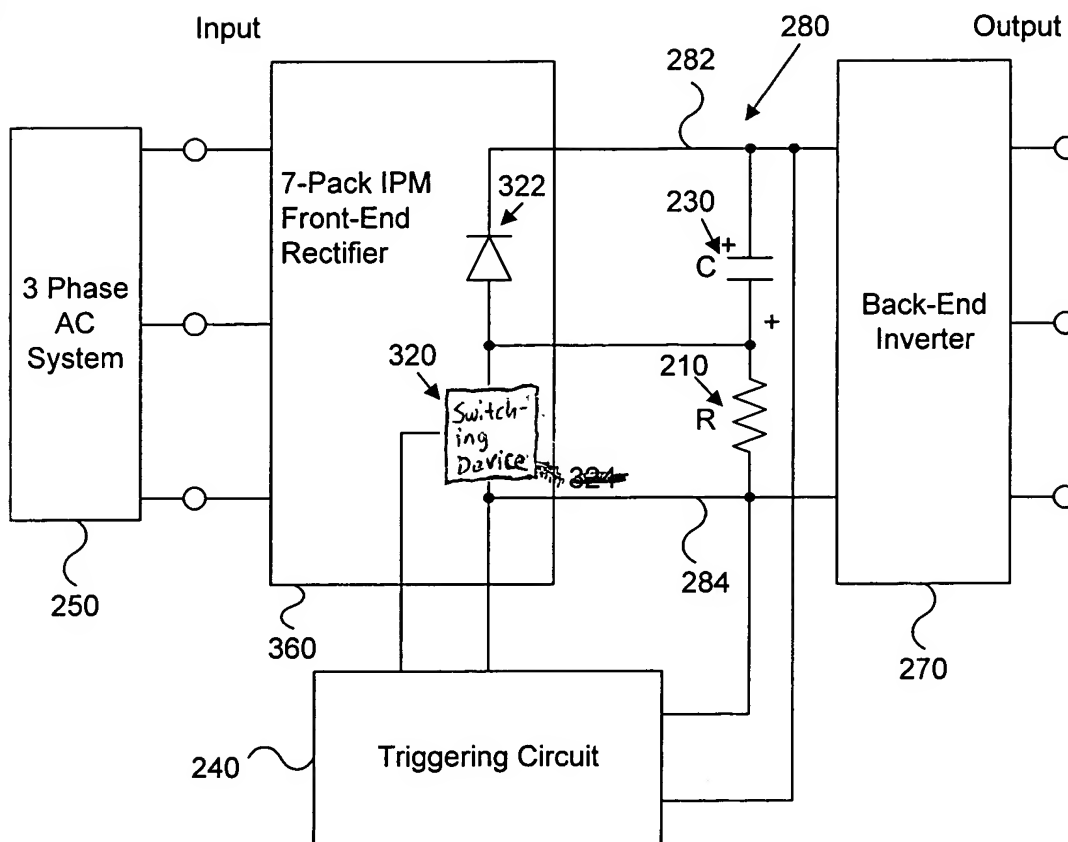 Input
Output
280
282
7-Pack IPM
Front-End
Rectifier
322
230
+
C
+
3 Phase
AC
System
Back-End
Inverter
320
Switch-
ing
Device
324
210
R
284
250
360
270
240
Triggering Circuit